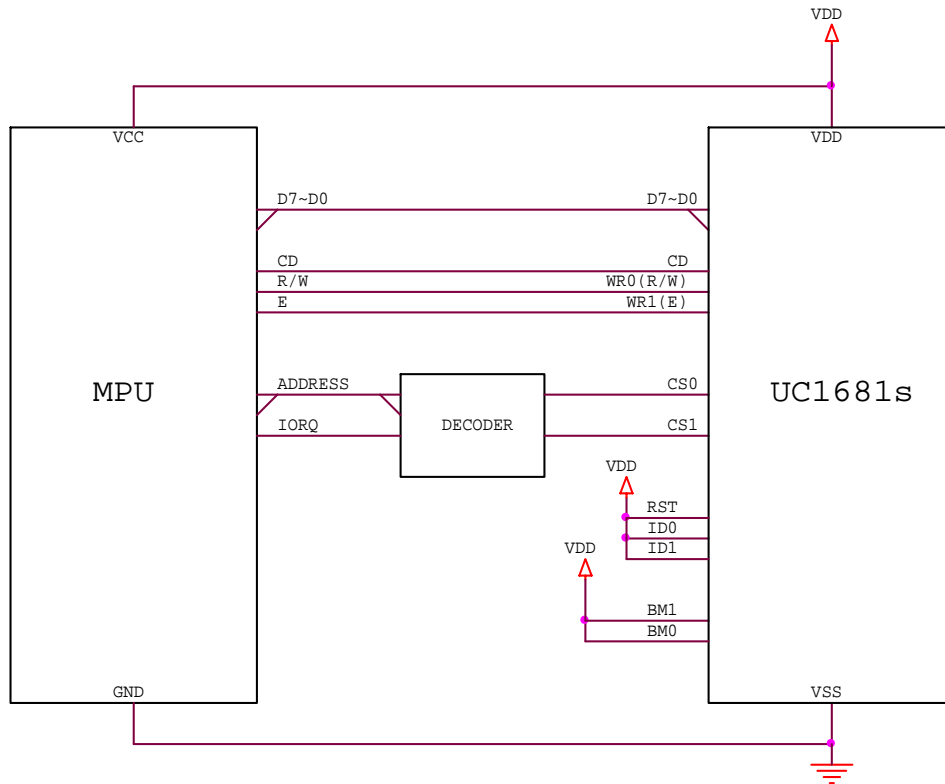 VDD
VCC VDD
D7~D0 D7~D0
CD CD
R/W WR0(R/W)
E WR1(E)
MPU UC1681s
ADDRESS CS0
DECODER
IORQ CS1
VDD
RST
ID0
ID1
VDD
BM1
BM0
GND VSS